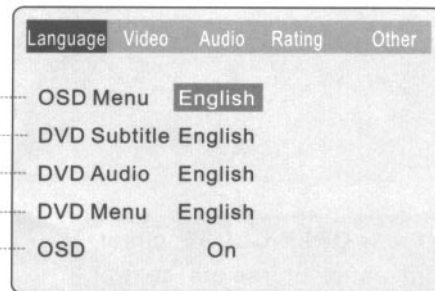 Language Video Audio Rating Other
OSD Menu English
DVD Subtitle English
DVD Audio English
DVD Menu English
OSD On